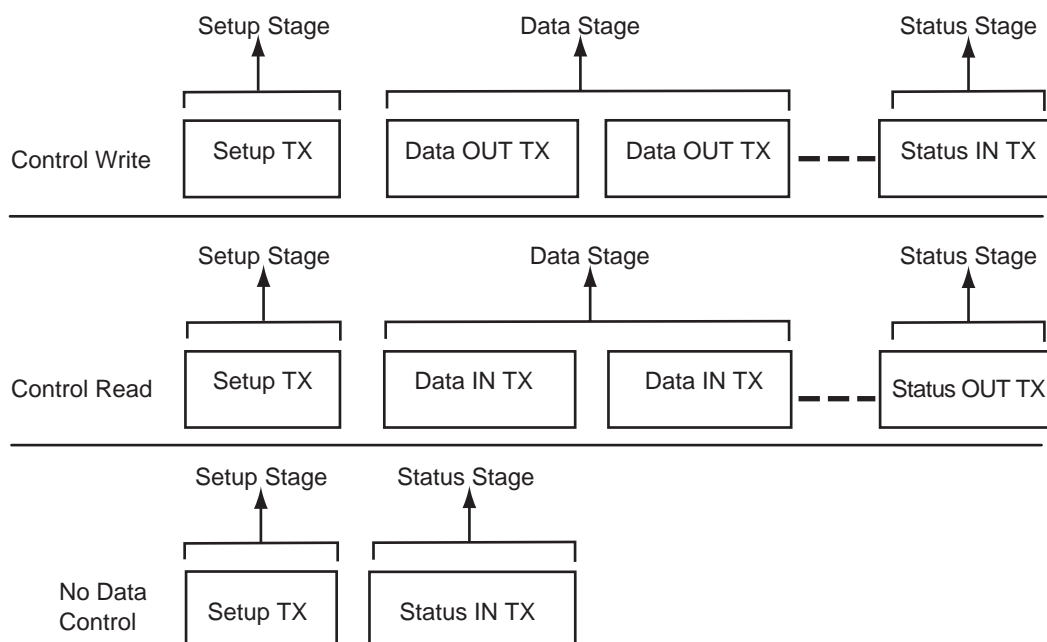 Setup Stage Data Stage Status Stage
Control Write Setup TX Data OUT TX Data OUT TX Status IN TX
Setup Stage Data Stage Status Stage
Control Read Setup TX Data IN TX Data IN TX Status OUT TX
Setup Stage Status Stage
No Data
Control Setup TX Status IN TX